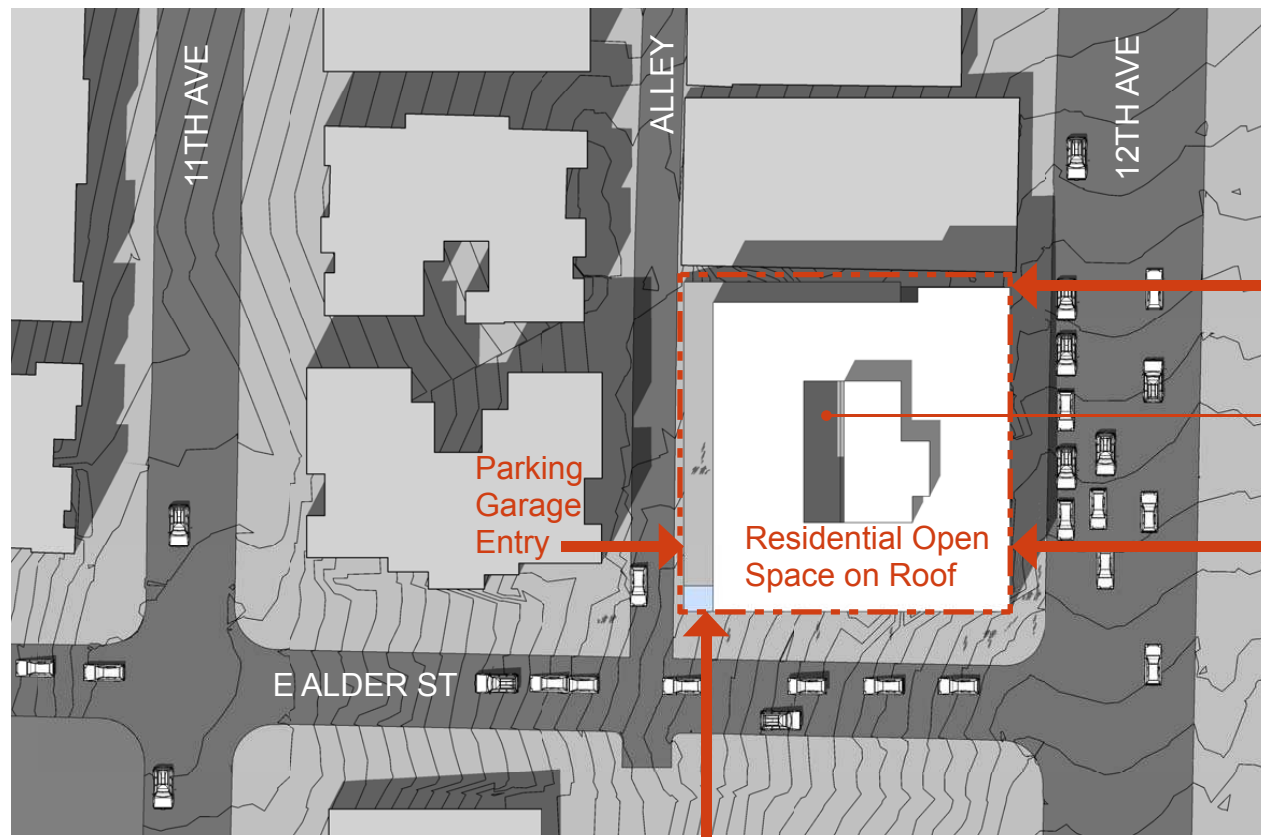 11TH AVE
ALLEY
12TH AVE
Parking
Garage
Entry
Residential Open
Space on Roof
E ALDER ST